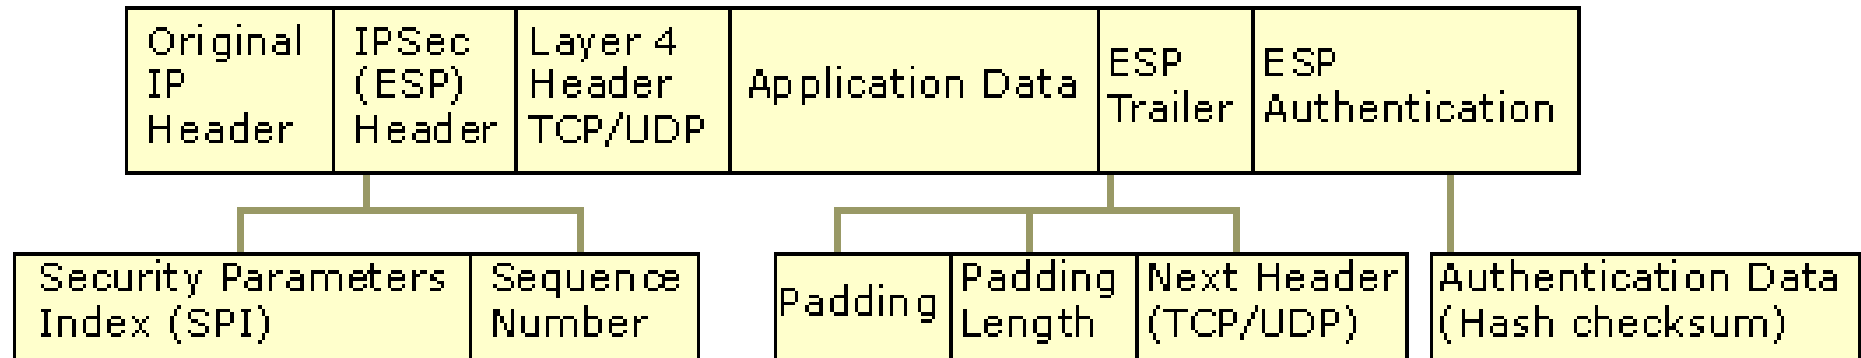 Original
IP
Header
IPSec
(ESP)
Header
Layer 4
Header
TCP/UDP
Application Data
ESP
Trailer
ESP
Authentication
Security Parameters
Index (SPI)
Sequence
Number
Padding
Padding
Length
Next Header
(TCP/UDP)
Authentication Data
(Hash checksum)